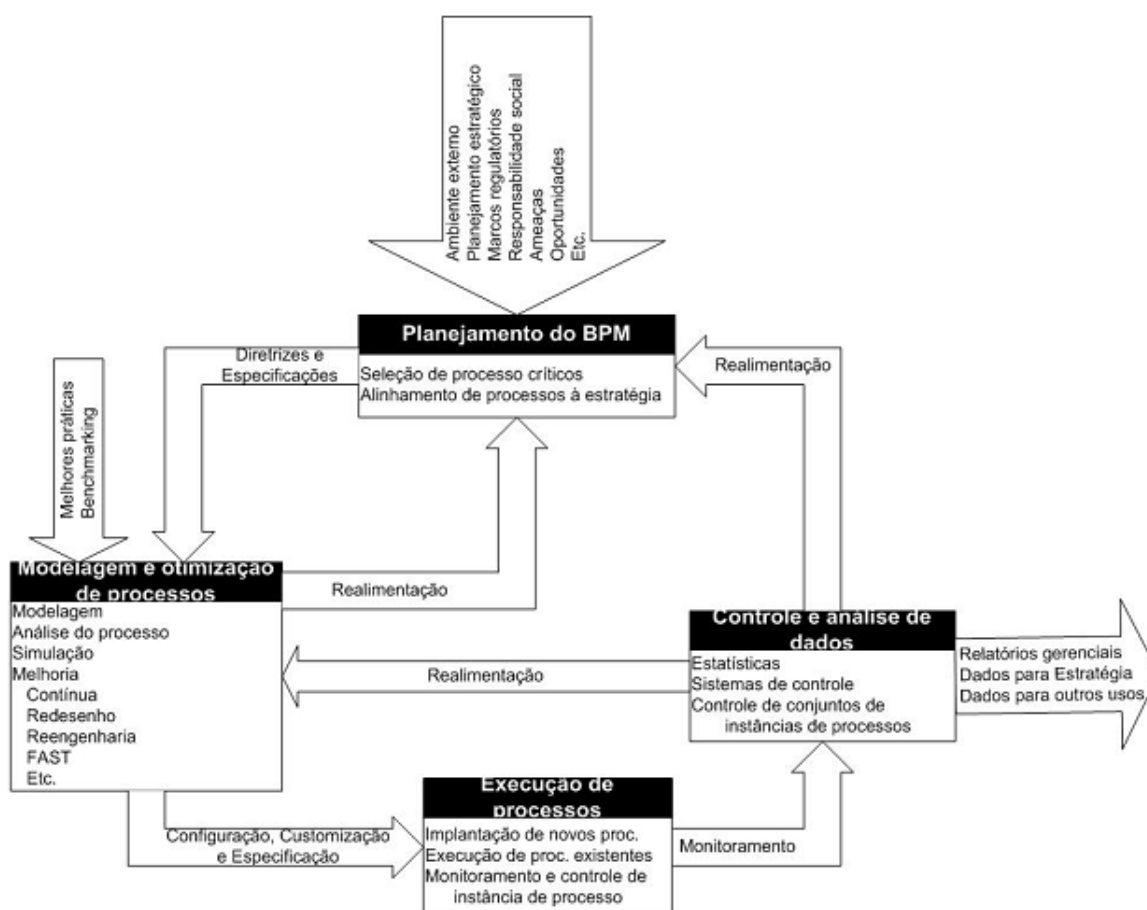 Ambiente externo
Planejamento estratégico
Marcos regulatórios
Responsabilidade social
Ameaças
Oportunidades
Etc.
Planejamento do BPM
Seleção de processo críticos
Alinhamento de processos à estratégia
Diretrizes e
Especificações
Realimentação
Melhores práticas
Benchmarking
Modelagem e otimização
de processos
Modelagem
Análise do processo
Simulação
Melhoria
Contínua
Redesenho
Reengenharia
FAST
Etc.
Realimentação
Realimentação
Controle e análise de
dados
Estatísticas
Sistemas de controle
Controle de conjuntos de
instâncias de processos
Relatórios gerenciais
Dados para Estratégia
Dados para outros usos
Configuração, Customização
e Especificação
Execução de
processos
Implantação de novos proc.
Execução de proc. existentes
Monitoramento e controle de
instância de processo
Monitoramento